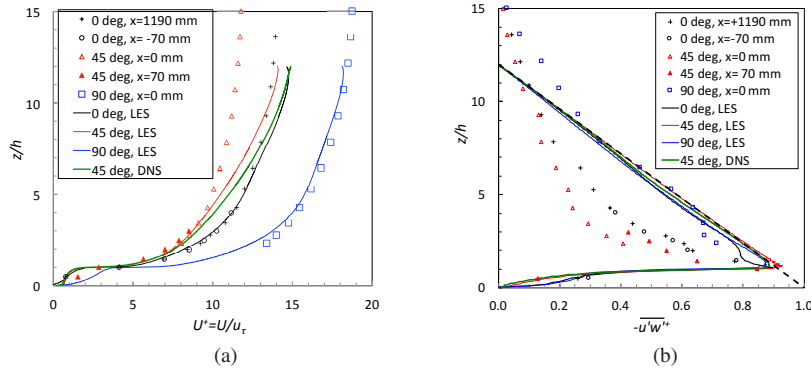 15
10
5
0
z/h
0 deg, x=1190 mm
0 deg, x= -70 mm
45 deg, x=0 mm
45 deg, x=70 mm
90 deg, x=0 mm
0 deg, LES
45 deg, LES
90 deg, LES
45 deg, DNS
0 5 10 15 20
U⁺=U/u_τ
(a)
15
10
5
0
z/h
0 deg, x=+1190 mm
0 deg, x=-70 mm
45 deg, x=0 mm
45 deg, x= 70 mm
90 deg, x=0 mm
0 deg, LES
45 deg, LES
90 deg, LES
45 deg, DNS
0.0 0.2 0.4 0.6 0.8 1.0
-u'w'⁺
(b)